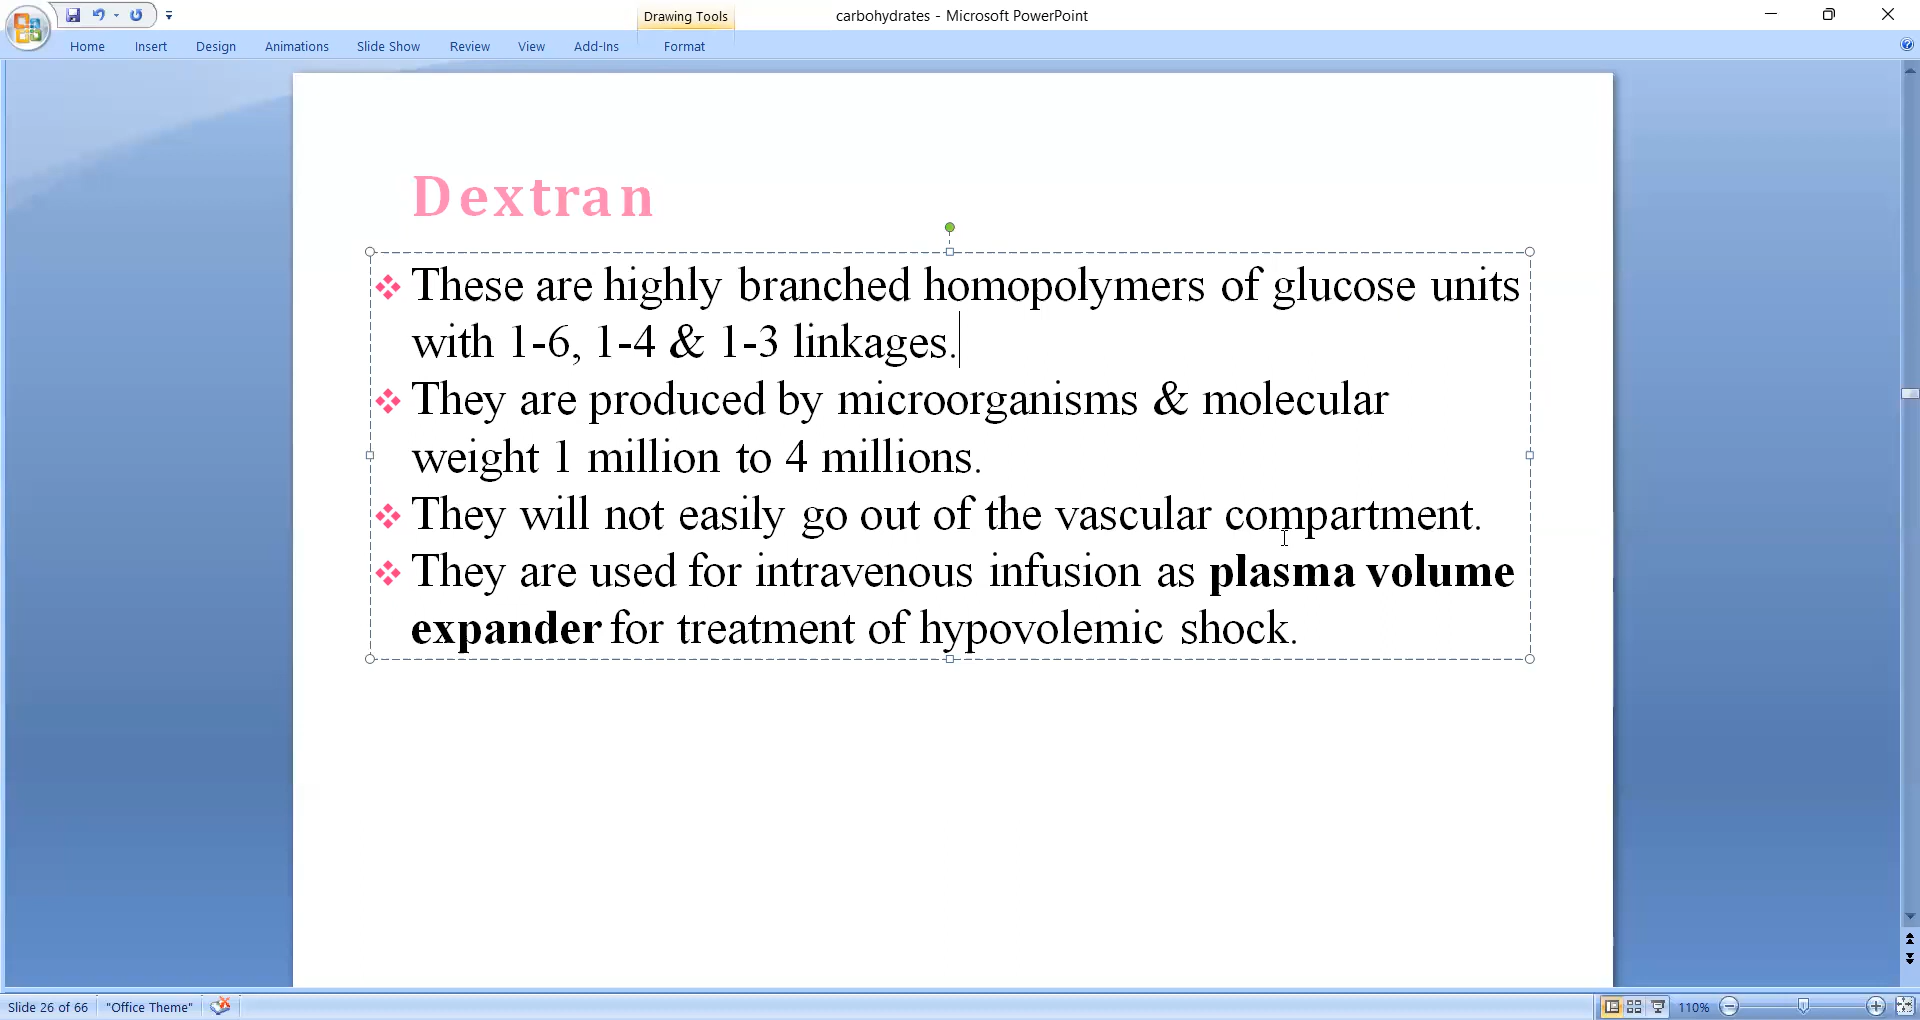 Drawing Tools
carbohydrates - Microsoft PowerPoint
Home Insert Design Animations Slide Show Review View Add-Ins Format
Dextran
These are highly branched homopolymers of glucose units
with 1-6, 1-4 & 1-3 linkages.
They are produced by microorganisms & molecular
weight 1 million to 4 millions.
They will not easily go out of the vascular compartment.
They are used for intravenous infusion as plasma volume
expander for treatment of hypovolemic shock.
Slide 26 of 66 "Office Theme" 110%